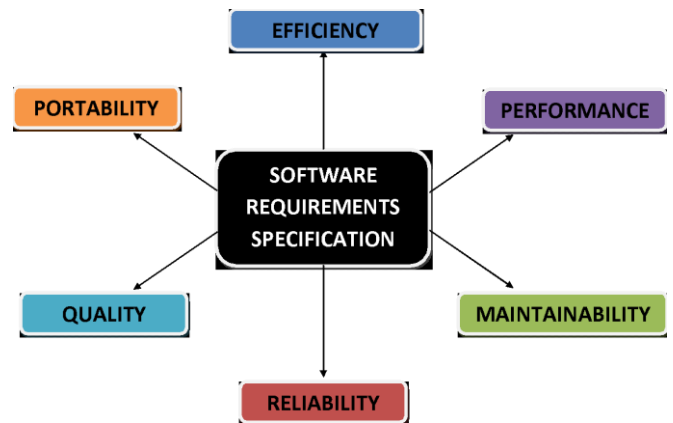 EFFICIENCY
PORTABILITY
PERFORMANCE
SOFTWARE
REQUIREMENTS
SPECIFICATION
QUALITY
MAINTAINABILITY
RELIABILITY